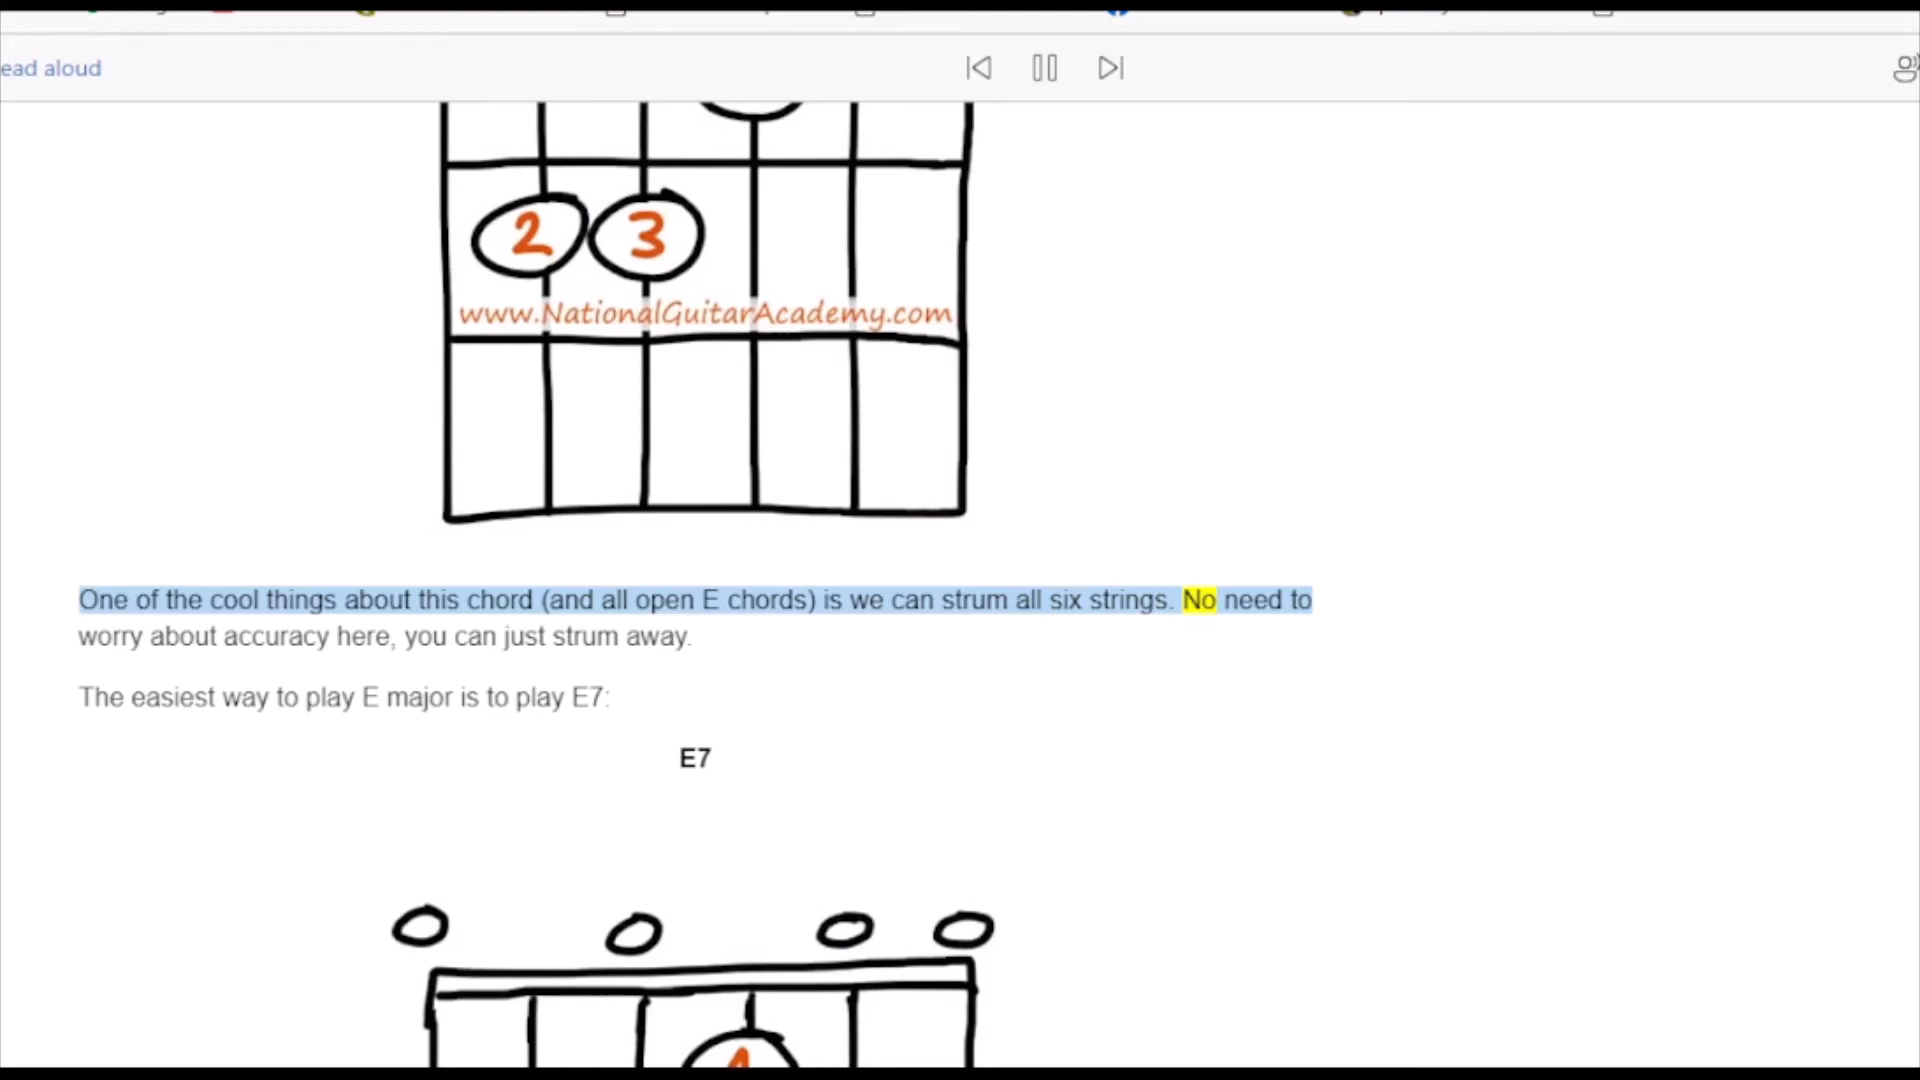 ead aloud
2 3
www.NationalGuitarAcademy.com
One of the cool things about this chord (and all open E chords) is we can strum all six strings. No need to
worry about accuracy here, you can just strum away.
The easiest way to play E major is to play E7:
E7
1